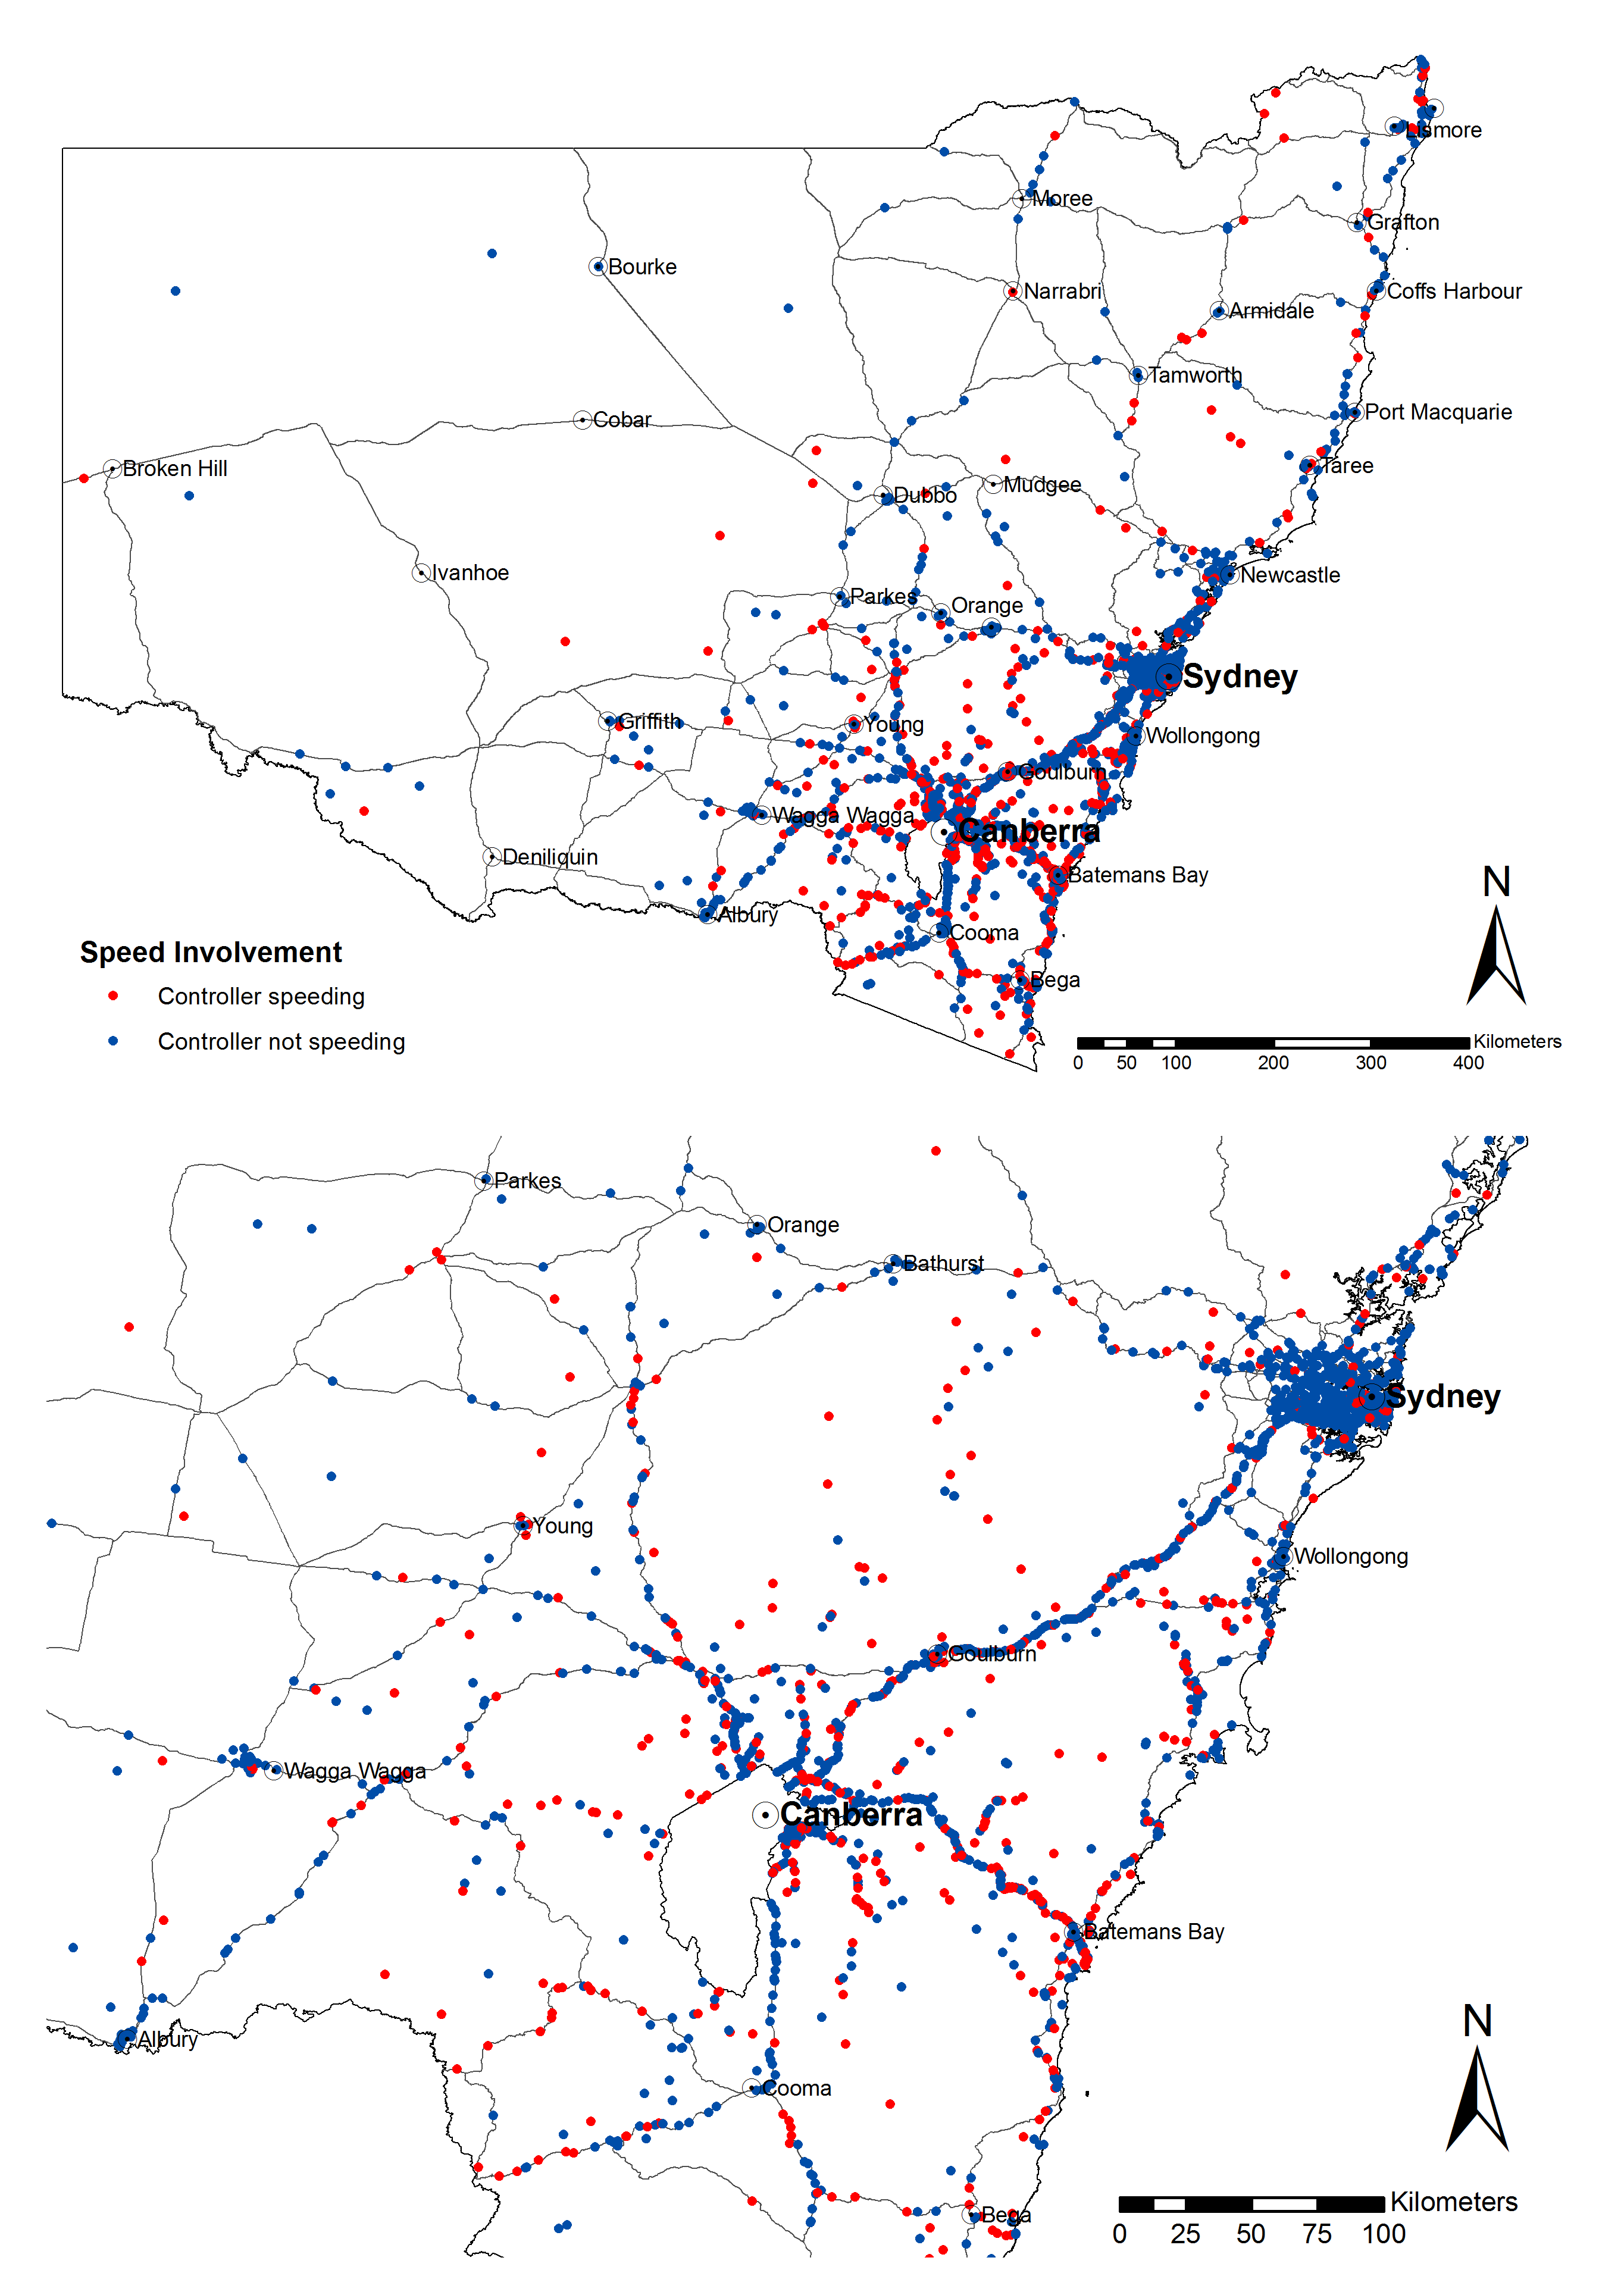 Lismore
Moree
Grafton
Bourke
Narrabri
Coffs Harbour
Armidale
Tamworth
Cobar
Port Macquarie
Broken Hill
Taree
Mudgee
Dubbo
Ivanhoe
Newcastle
Parkes
Orange
Sydney
Griffith
Young
Wollongong
Goulburn
Wagga Wagga
Canberra
Deniliquin
Batemans Bay
N
Albury
Cooma
Speed Involvement
Bega
Controller speeding
Controller not speeding
Kilometers
0 50 100 200 300 400
Parkes
Orange
Bathurst
Sydney
Young
Wollongong
Goulburn
Wagga Wagga
Canberra
Batemans Bay
N
Albury
Cooma
Kilometers
Bega
0 25 50 75 100